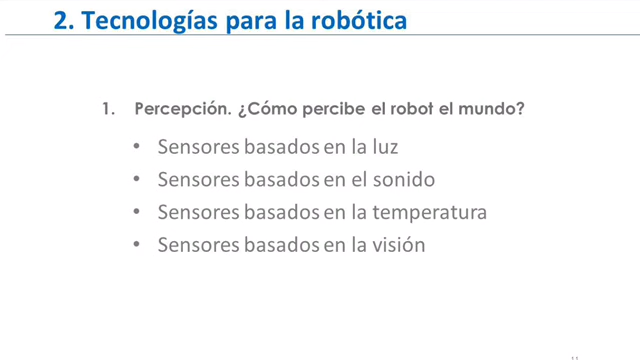 2. Tecnologías para la robótica
1. Percepción. ¿Cómo percibe el robot el mundo?
• Sensores basados en la luz
• Sensores basados en el sonido
• Sensores basados en la temperatura
• Sensores basados en la visión